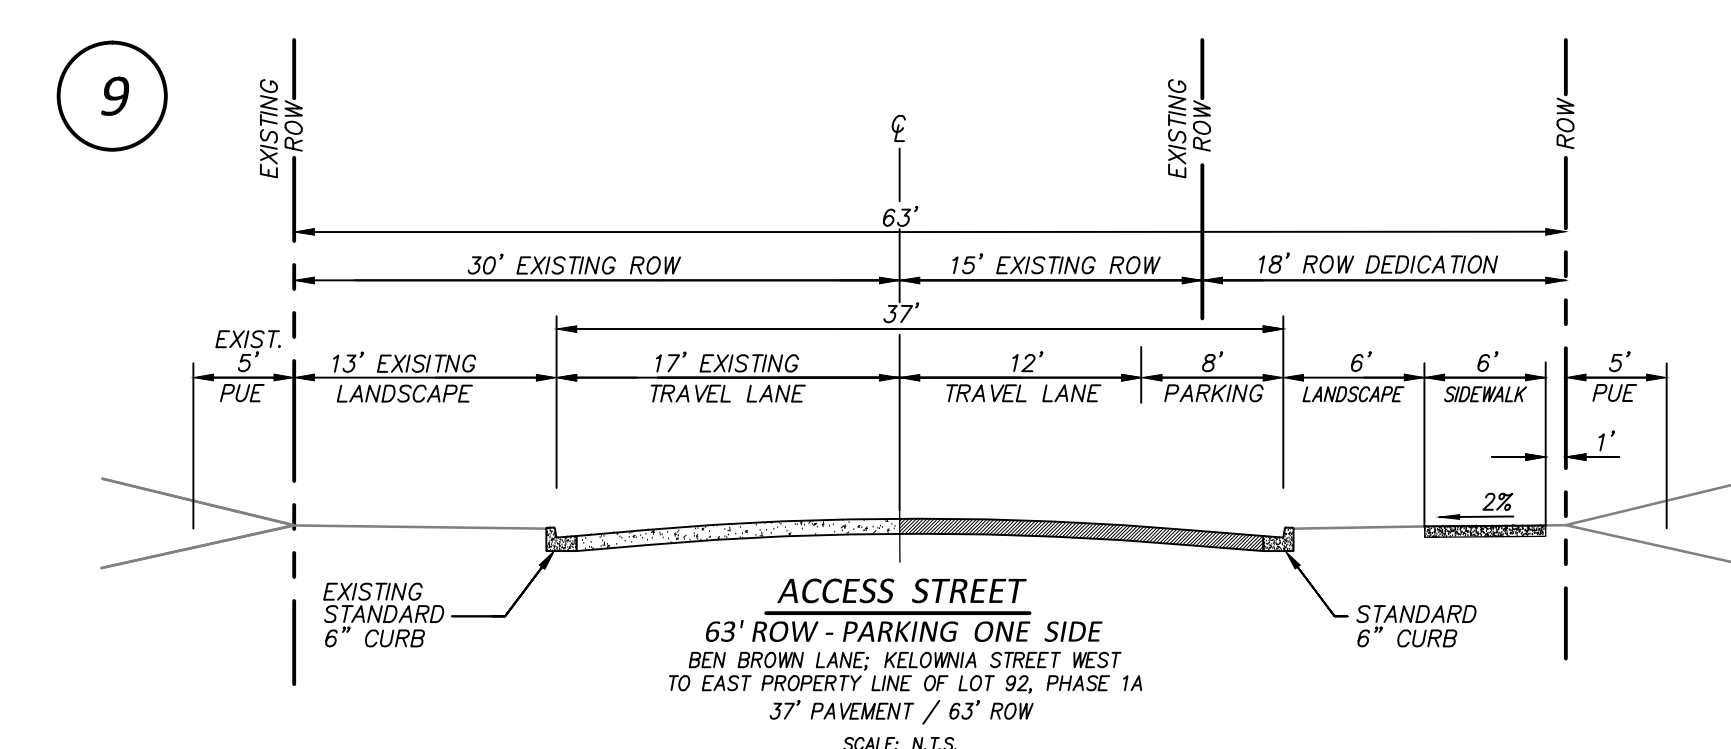 9
EXISTING
ROW
℄
EXISTING
ROW
ROW
63'
30' EXISTING ROW
15' EXISTING ROW
18' ROW DEDICATION
37'
EXIST.
5'
PUE
13' EXISITNG
LANDSCAPE
17' EXISTING
TRAVEL LANE
12'
TRAVEL LANE
8'
PARKING
6'
LANDSCAPE
6'
SIDEWALK
5'
PUE
1'
2%
EXISTING
STANDARD
6" CURB
STANDARD
6" CURB
ACCESS STREET
63' ROW - PARKING ONE SIDE
BEN BROWN LANE; KELOWNIA STREET WEST
TO EAST PROPERTY LINE OF LOT 92, PHASE 1A
37' PAVEMENT / 63' ROW
SCALE: N.T.S.